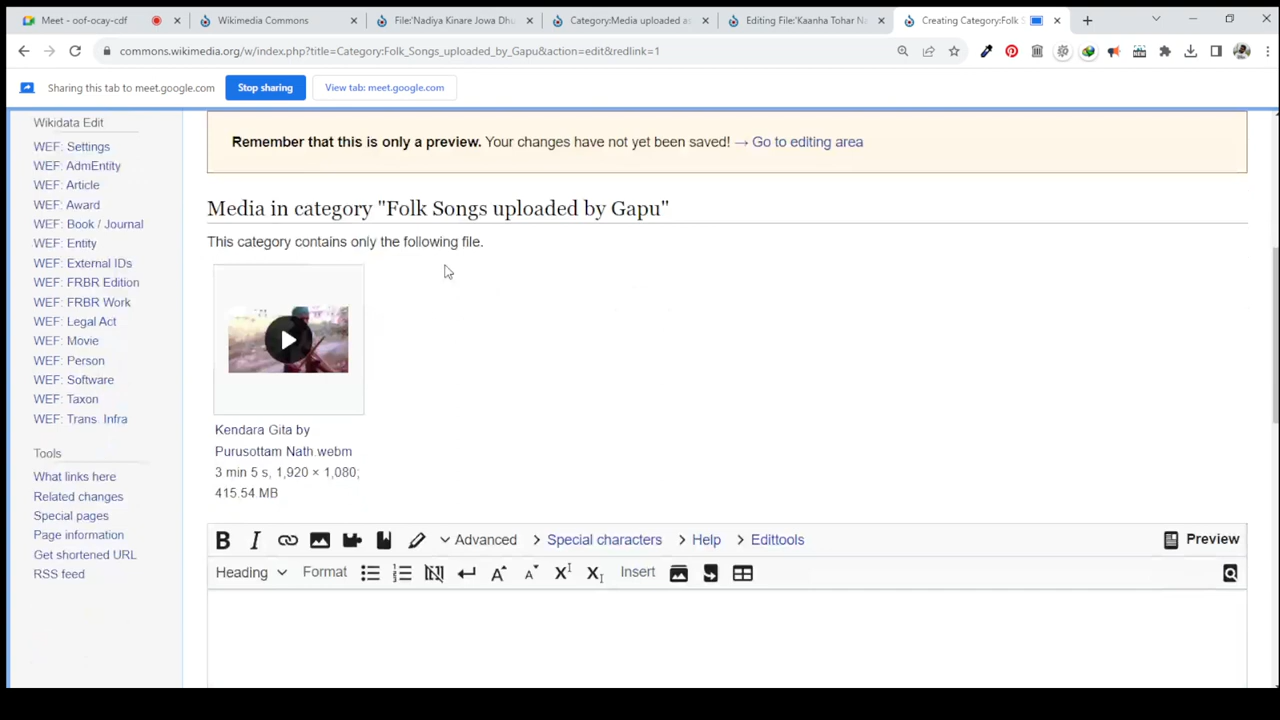 Meet - oof-ocay-cdf
Wikimedia Commons
File:'Nadiya Kinare Jowa Dhu
Category:Media uploaded as
Editing File:'Kaanha Tohar Na
Creating Category:Folk S
commons.wikimedia.org/w/index.php?title=Category:Folk_Songs_uploaded_by_Gapu&action=edit&redlink=1
Sharing this tab to meet.google.com
Stop sharing
View tab: meet.google.com
Wikidata Edit
WEF: Settings
WEF: AdmEntity
WEF: Article
WEF: Award
WEF: Book / Journal
WEF: Entity
WEF: External IDs
WEF: FRBR Edition
WEF: FRBR Work
WEF: Legal Act
WEF: Movie
WEF: Person
WEF: Software
WEF: Taxon
WEF: Trans. Infra
Tools
What links here
Related changes
Special pages
Page information
Get shortened URL
RSS feed
Remember that this is only a preview. Your changes have not yet been saved! → Go to editing area
Media in category "Folk Songs uploaded by Gapu"
This category contains only the following file.
Kendara Gita by
Purusottam Nath.webm
3 min 5 s, 1,920 × 1,080;
415.54 MB
Advanced
Special characters
Help
Edittools
Preview
Heading
Format
Insert